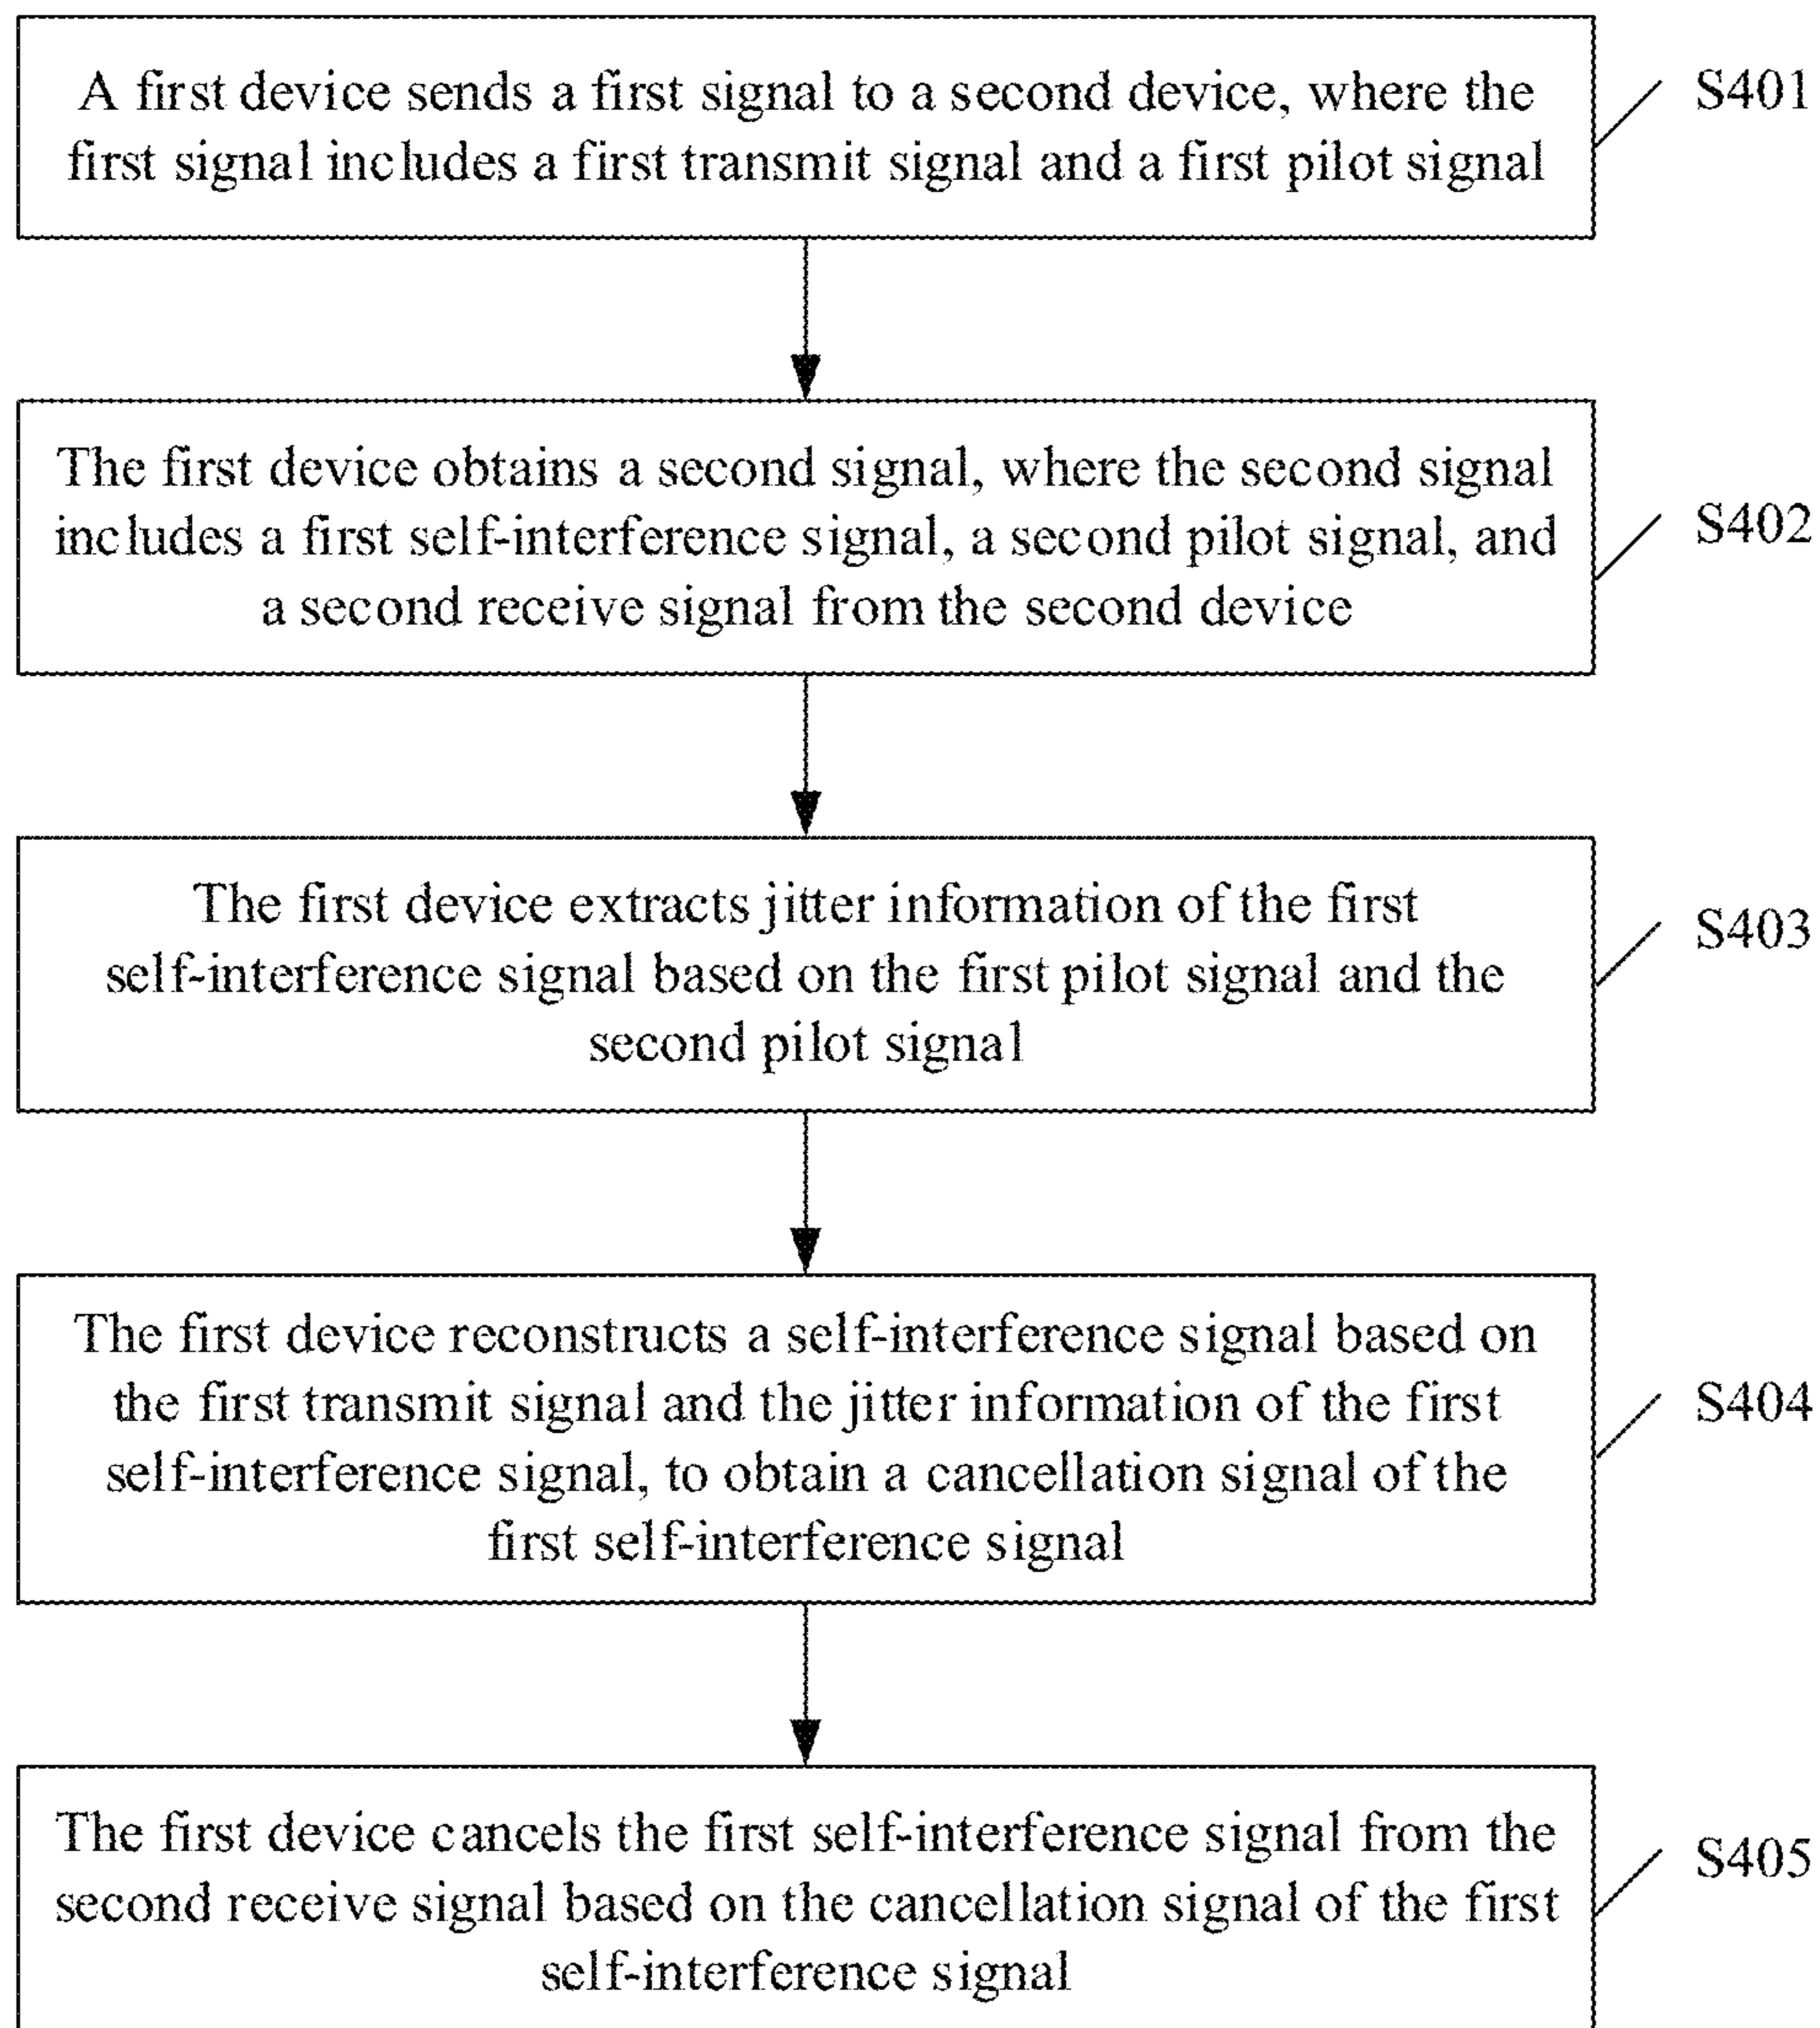 A first device sends a first signal to a second device, where the
first signal includes a first transmit signal and a first pilot signal
S401
The first device obtains a second signal, where the second signal
includes a first self-interference signal, a second pilot signal, and
a second receive signal from the second device
S402
The first device extracts jitter information of the first
self-interference signal based on the first pilot signal and the
second pilot signal
S403
The first device reconstructs a self-interference signal based on
the first transmit signal and the jitter information of the first
self-interference signal, to obtain a cancellation signal of the
first self-interference signal
S404
The first device cancels the first self-interference signal from the
second receive signal based on the cancellation signal of the first
self-interference signal
S405